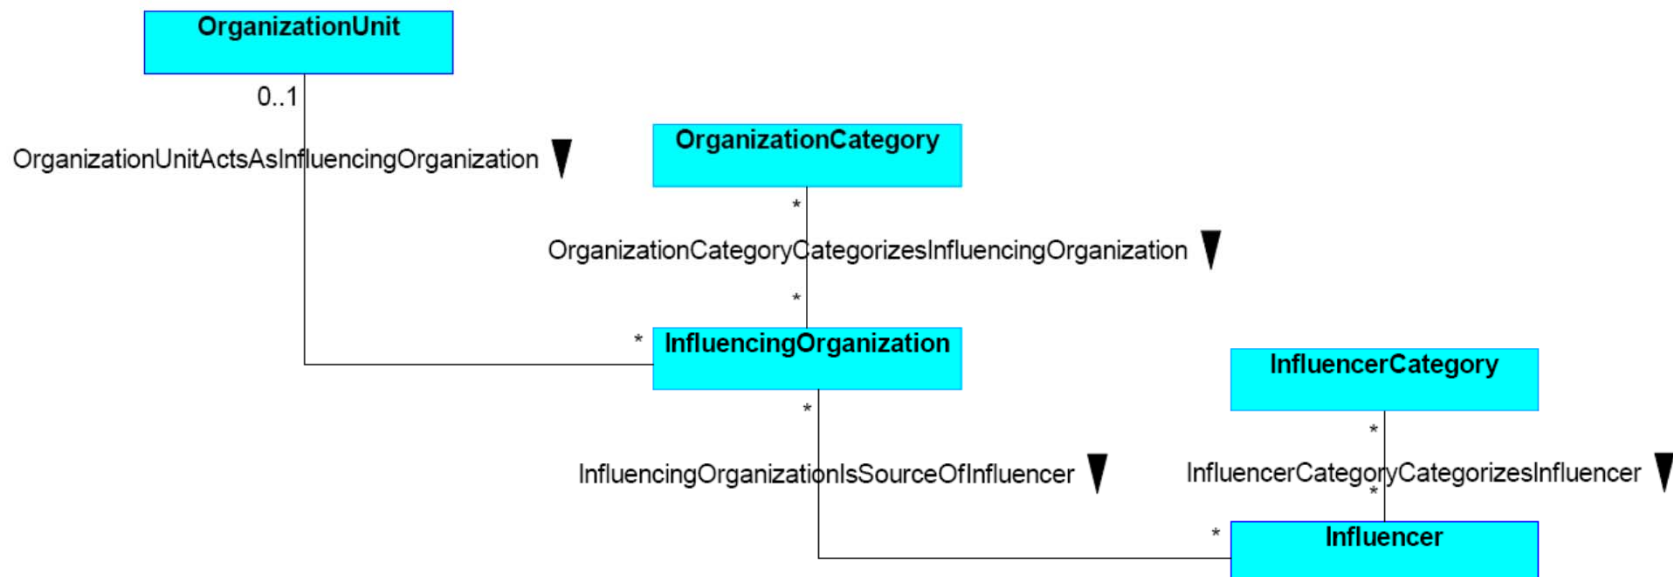 OrganizationUnit
0..1
OrganizationUnitActsAsInfluencingOrganization
OrganizationCategory
*
OrganizationCategoryCategorizesInfluencingOrganization
*
*
InfluencingOrganization
InfluencerCategory
*
*
InfluencingOrganizationIsSourceOfInfluencer
InfluencerCategoryCategorizesInfluencer
*
*
Influencer